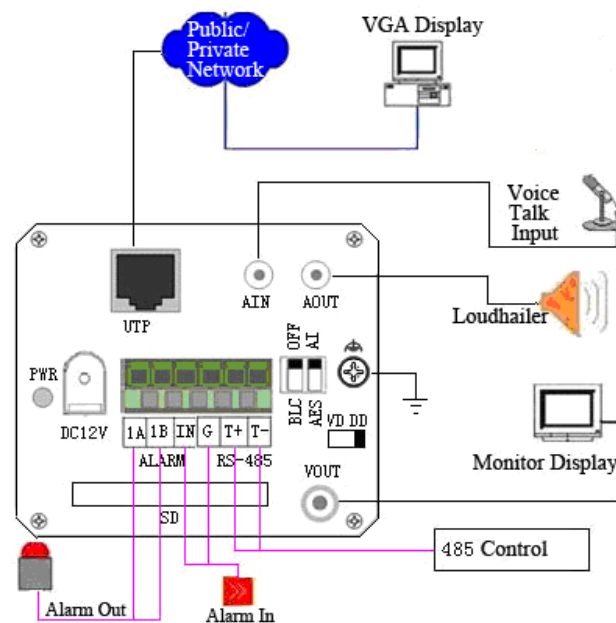 Public/
Private
Network
VGA Display
Voice
Talk
Input
UTP
AIN
AOUT
Loudhailer
PWR
DC12V
OFF
AI
BLC
AES
VD DD
1A 1B IN G T+ T-
ALARM RS-485
VOUT
Monitor Display
SD
485 Control
Alarm Out
Alarm In